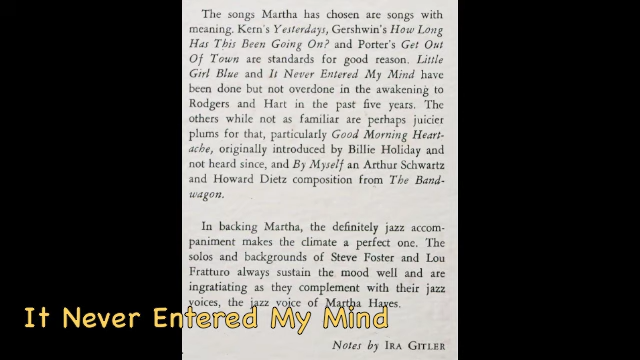 The songs Martha has chosen are songs with
meaning. Kern's Yesterdays, Gershwin's How Long
Has This Been Going On? and Porter's Get Out
Of Town are standards for good reason. Little
Girl Blue and It Never Entered My Mind have
been done but not overdone in the awakening to
Rodgers and Hart in the past five years. The
others while not as familiar are perhaps juicier
plums for that, particularly Good Morning Heart-
ache, originally introduced by Billie Holiday and
not heard since, and By Myself an Arthur Schwartz
and Howard Dietz composition from The Band-
wagon.
In backing Martha, the definitely jazz accom-
paniment makes the climate a perfect one. The
solos and backgrounds of Steve Foster and Lou
Fratturo always sustain the mood well and are
ingratiating as they complement with their jazz
voices, the jazz voice of Martha Hayes.
It Never Entered My Mind
Notes by IRA GITLER